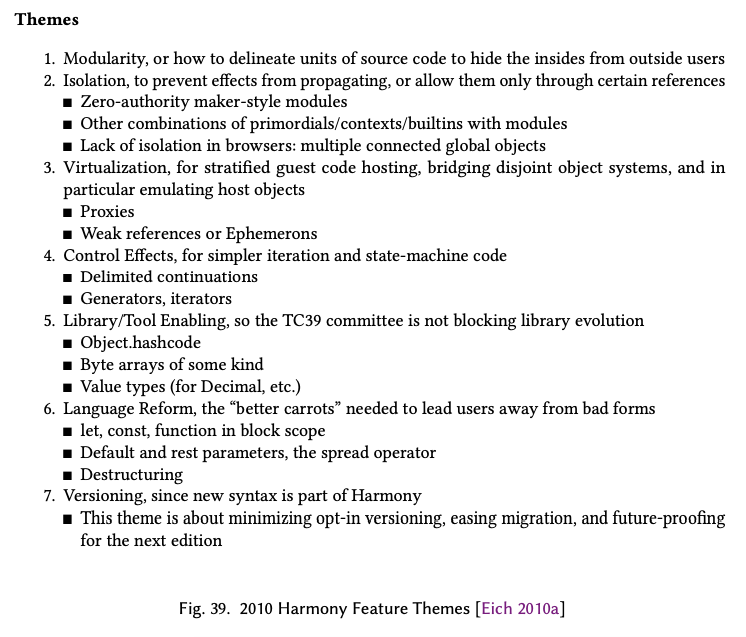 Themes
1. Modularity, or how to delineate units of source code to hide the insides from outside users
2. Isolation, to prevent effects from propagating, or allow them only through certain references
■ Zero-authority maker-style modules
■ Other combinations of primordials/contexts/builtins with modules
■ Lack of isolation in browsers: multiple connected global objects
3. Virtualization, for stratified guest code hosting, bridging disjoint object systems, and in
particular emulating host objects
■ Proxies
■ Weak references or Ephemerons
4. Control Effects, for simpler iteration and state-machine code
■ Delimited continuations
■ Generators, iterators
5. Library/Tool Enabling, so the TC39 committee is not blocking library evolution
■ Object.hashcode
■ Byte arrays of some kind
■ Value types (for Decimal, etc.)
6. Language Reform, the “better carrots” needed to lead users away from bad forms
■ let, const, function in block scope
■ Default and rest parameters, the spread operator
■ Destructuring
7. Versioning, since new syntax is part of Harmony
■ This theme is about minimizing opt-in versioning, easing migration, and future-proofing
for the next edition
Fig. 39. 2010 Harmony Feature Themes [Eich 2010a]